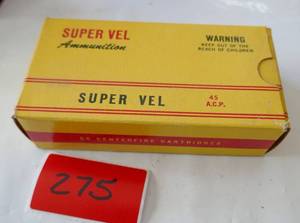 SUPER VEL
Ammunition
WARNING
KEEP OUT OF THE
REACH OF CHILDREN
SUPER VEL
45
A.C.P.
50 CENTERFIRE CARTRIDGES
275